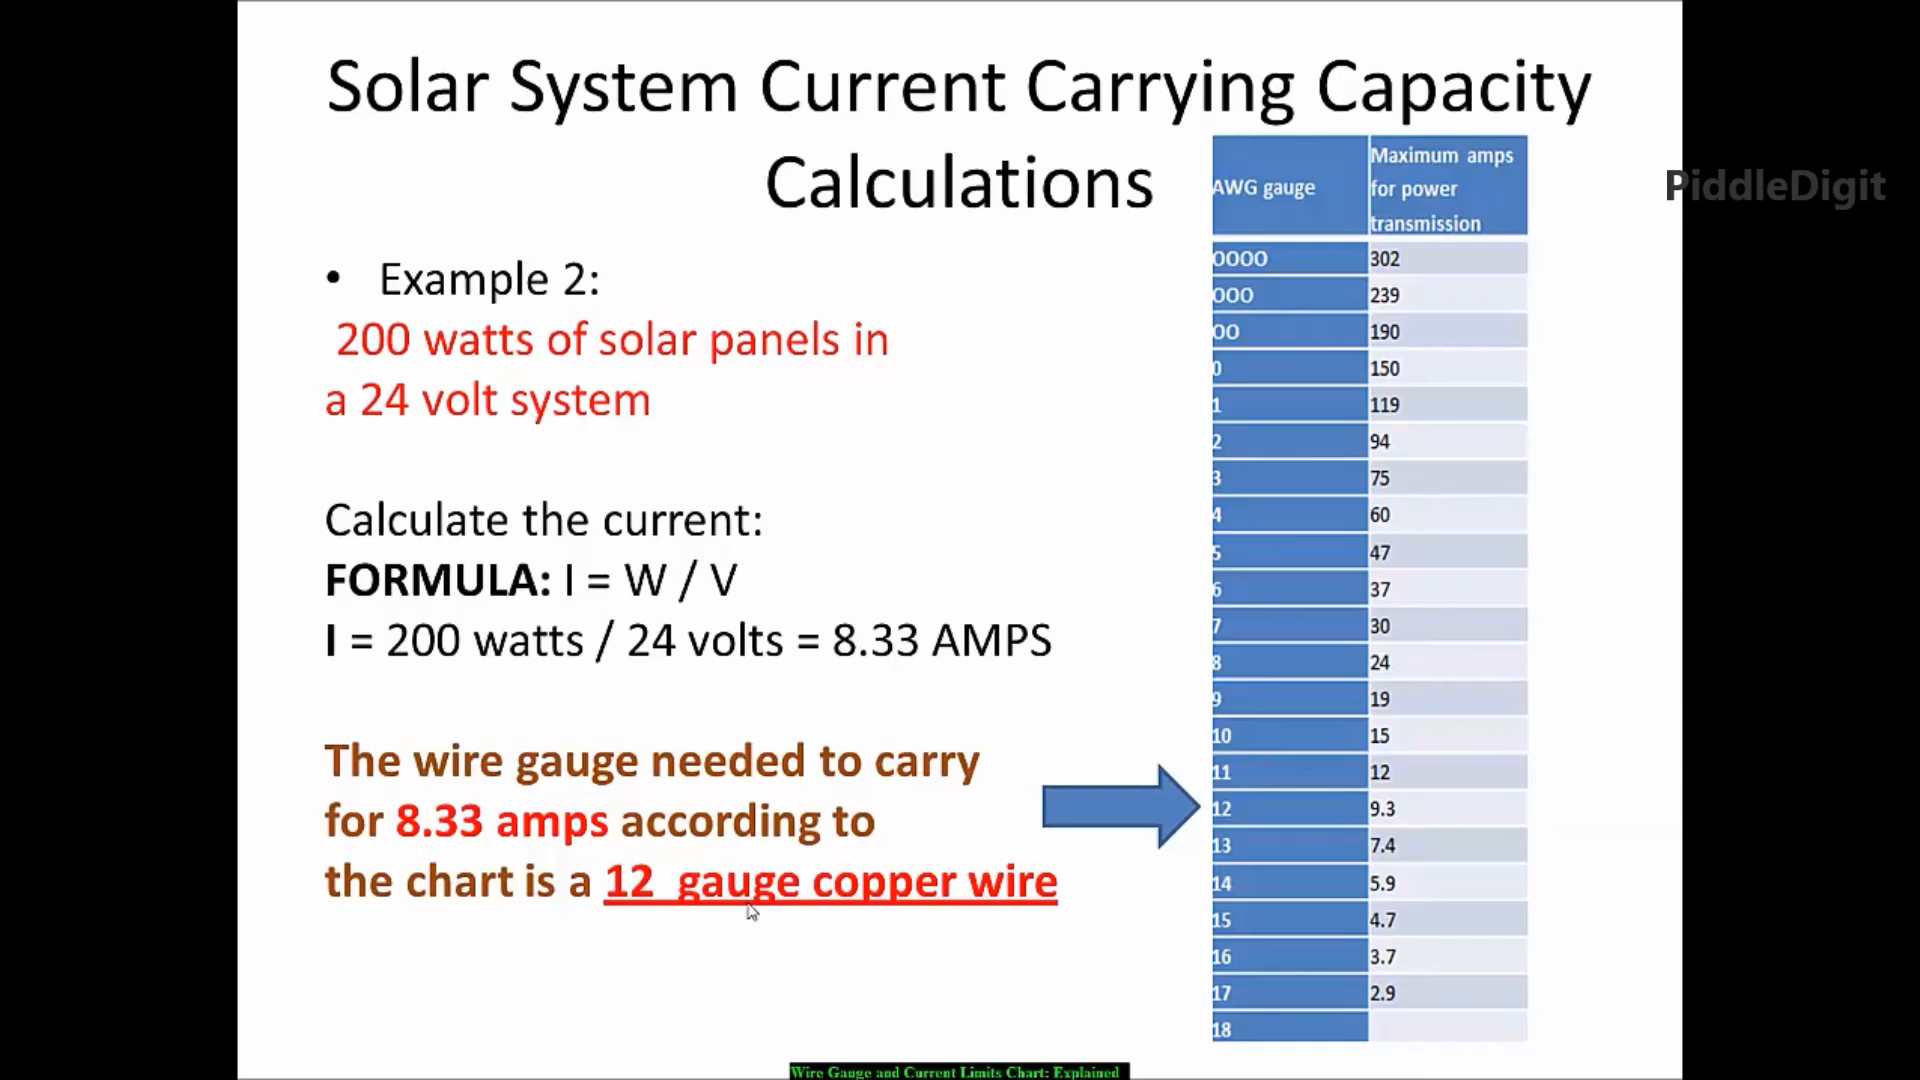 Solar System Current Carrying Capacity
Calculations
PiddleDigit
• Example 2:
200 watts of solar panels in
a 24 volt system
Calculate the current:
FORMULA: I = W / V
I = 200 watts / 24 volts = 8.33 AMPS
The wire gauge needed to carry
for 8.33 amps according to
the chart is a 12 gauge copper wire
AWG gauge Maximum amps for power transmission
OOOO 302
OOO 239
OO 190
0 150
1 119
2 94
3 75
4 60
5 47
6 37
7 30
8 24
9 19
10 15
11 12
12 9.3
13 7.4
14 5.9
15 4.7
16 3.7
17 2.9
18
Wire Gauge and Current Limits Chart: Explained